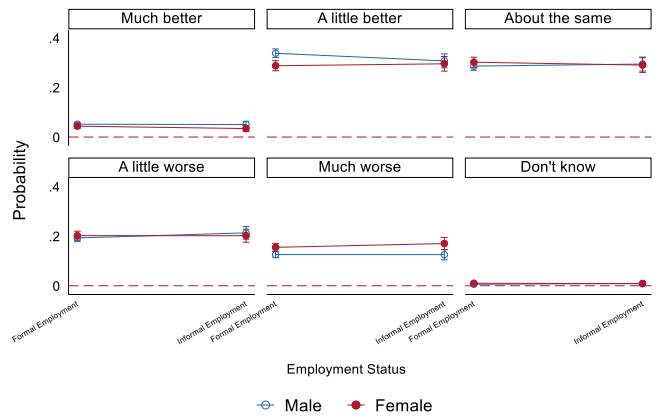 Much better
A little better
About the same
.4
.2
0
A little worse
Much worse
Don't know
.4
.2
0
Probability
Formal Employment
Informal Employment
Formal Employment
Informal Employment
Formal Employment
Informal Employment
Employment Status
Male
Female